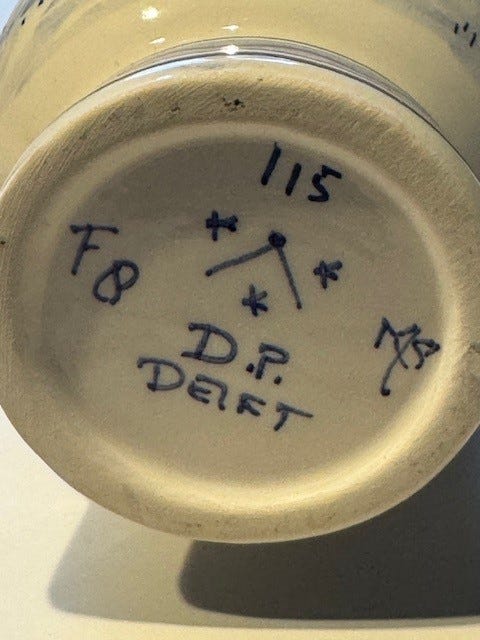 115
* * *
F8
D.P.
DELFT